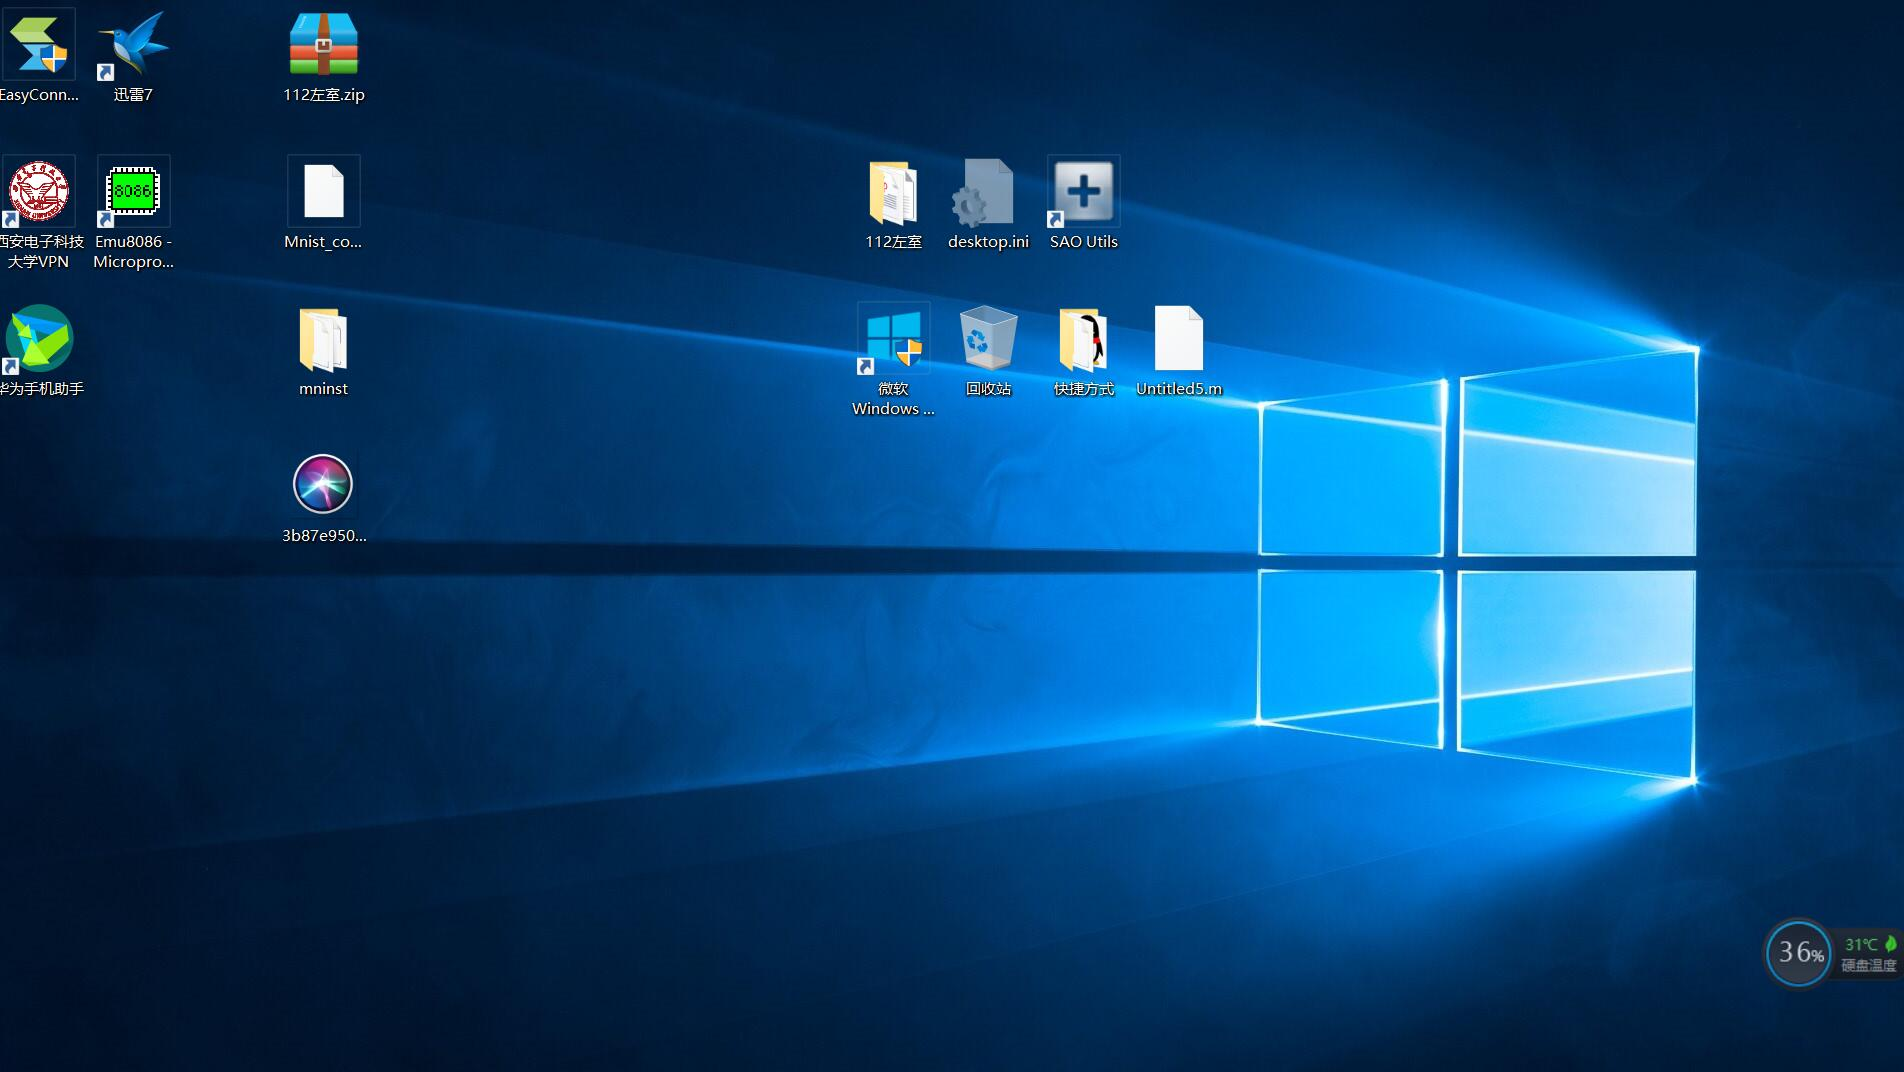 EasyConn...
迅雷7
112左室.zip
西安电子科技
大学VPN
8086
Emu8086 -
Micropro...
Mnist_co...
112左室
desktop.ini
SAO Utils
华为手机助手
mninst
微软
Windows ...
回收站
快捷方式
Untitled5.m
3b87e950...
36%
31℃
硬盘温度